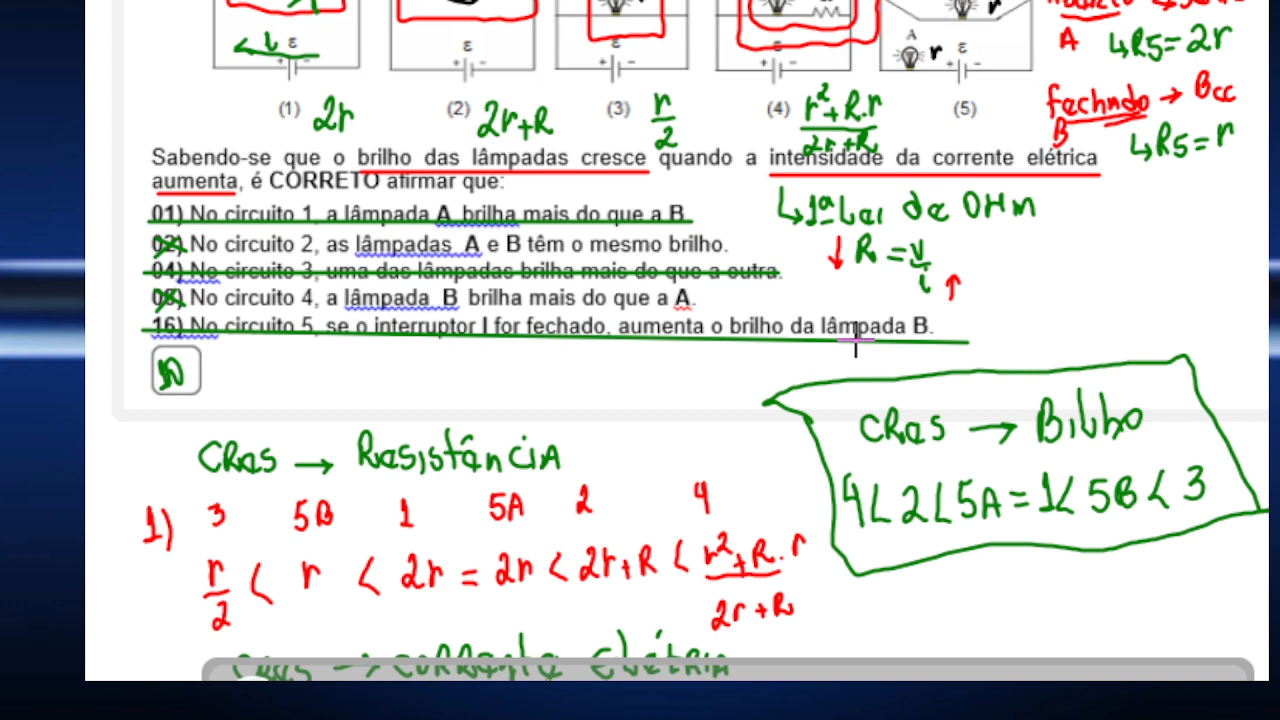 r r
A ↳R5=2r
ε ε ε ε A r ε
+ - + - + - + - + -
fechado → Bcc
B ↳R5=r
(1) 2r (2) 2r+R (3) r/2 (4) r²+R.r/2r+R (5)
Sabendo-se que o brilho das lâmpadas cresce quando a intensidade da corrente elétrica
aumenta, é CORRETO afirmar que:
01) No circuito 1, a lâmpada A brilha mais do que a B.
02) No circuito 2, as lâmpadas A e B têm o mesmo brilho.
04) No circuito 3, uma das lâmpadas brilha mais do que a outra.
08) No circuito 4, a lâmpada B brilha mais do que a A.
16) No circuito 5, se o interruptor I for fechado, aumenta o brilho da lâmpada B.
↳1ª Lei de OHm
↓ R = V/i ↑
10
CRes → Resistência
1) 3 5B 1 5A 2 4
r/2 < r < 2r = 2r < 2r+R < r²+R.r/2r+R
CRes → Bilho
4<2<5A=1<5B<3
CRes → CORRente Elétria